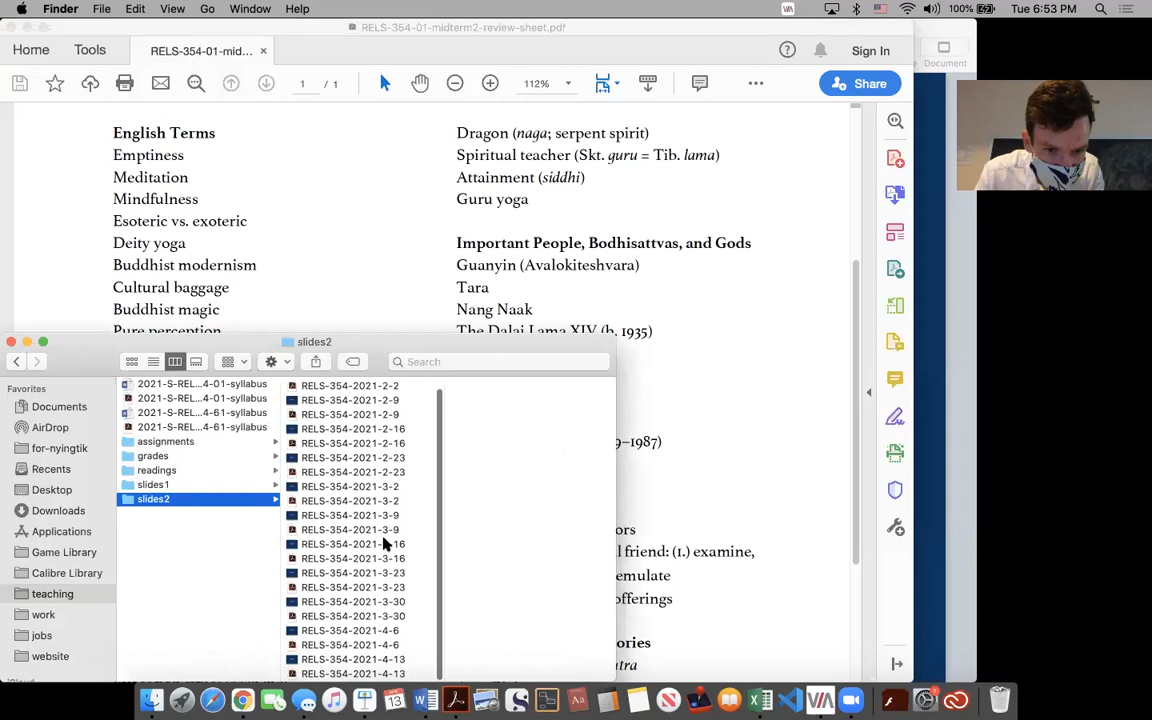 Finder File Edit View Go Window Help 100% Tue 6:53 PM
RELS-354-01-midterm2-review-sheet.pdf
Home Tools RELS-354-01-mid... × Sign In Document
1 / 1 112% Share
English Terms
Emptiness
Meditation
Mindfulness
Esoteric vs. exoteric
Deity yoga
Buddhist modernism
Cultural baggage
Buddhist magic
Pure perception
Dragon (naga; serpent spirit)
Spiritual teacher (Skt. guru = Tib. lama)
Attainment (siddhi)
Guru yoga
Important People, Bodhisattvas, and Gods
Guanyin (Avalokiteshvara)
Tara
Nang Naak
The Dalai Lama XIV (b. 1935)
9–1987)
ors
l friend: (1.) examine,
emulate
offerings
ories
utra
slides2
Search
Favorites
Documents
AirDrop
for-nyingtik
Recents
Desktop
Downloads
Applications
Game Library
Calibre Library
teaching
work
jobs
website
2021-S-REL...4-01-syllabus
2021-S-REL...4-01-syllabus
2021-S-REL...4-61-syllabus
2021-S-REL...4-61-syllabus
assignments
grades
readings
slides1
slides2
RELS-354-2021-2-2
RELS-354-2021-2-9
RELS-354-2021-2-9
RELS-354-2021-2-16
RELS-354-2021-2-16
RELS-354-2021-2-23
RELS-354-2021-2-23
RELS-354-2021-3-2
RELS-354-2021-3-2
RELS-354-2021-3-9
RELS-354-2021-3-9
RELS-354-2021-3-16
RELS-354-2021-3-16
RELS-354-2021-3-23
RELS-354-2021-3-23
RELS-354-2021-3-30
RELS-354-2021-3-30
RELS-354-2021-4-6
RELS-354-2021-4-6
RELS-354-2021-4-13
RELS-354-2021-4-13